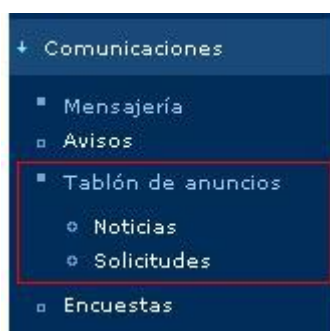 Comunicaciones
Mensajería
Avisos
Tablón de anuncios
Noticias
Solicitudes
Encuestas